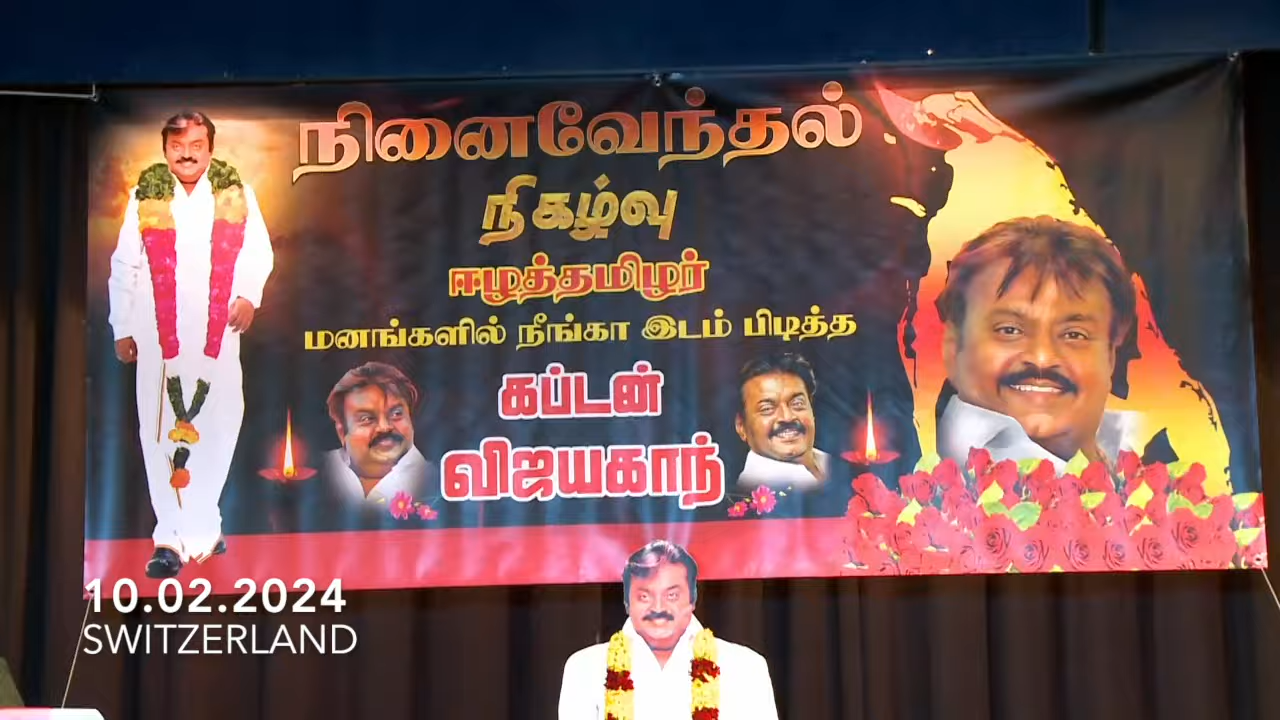 நினைவேந்தல்
நிகழ்வு
ஈழத்தமிழர்
மனங்களில் நீங்கா இடம் பிடித்த
கப்டன்
விஜயகாந்
10.02.2024
SWITZERLAND